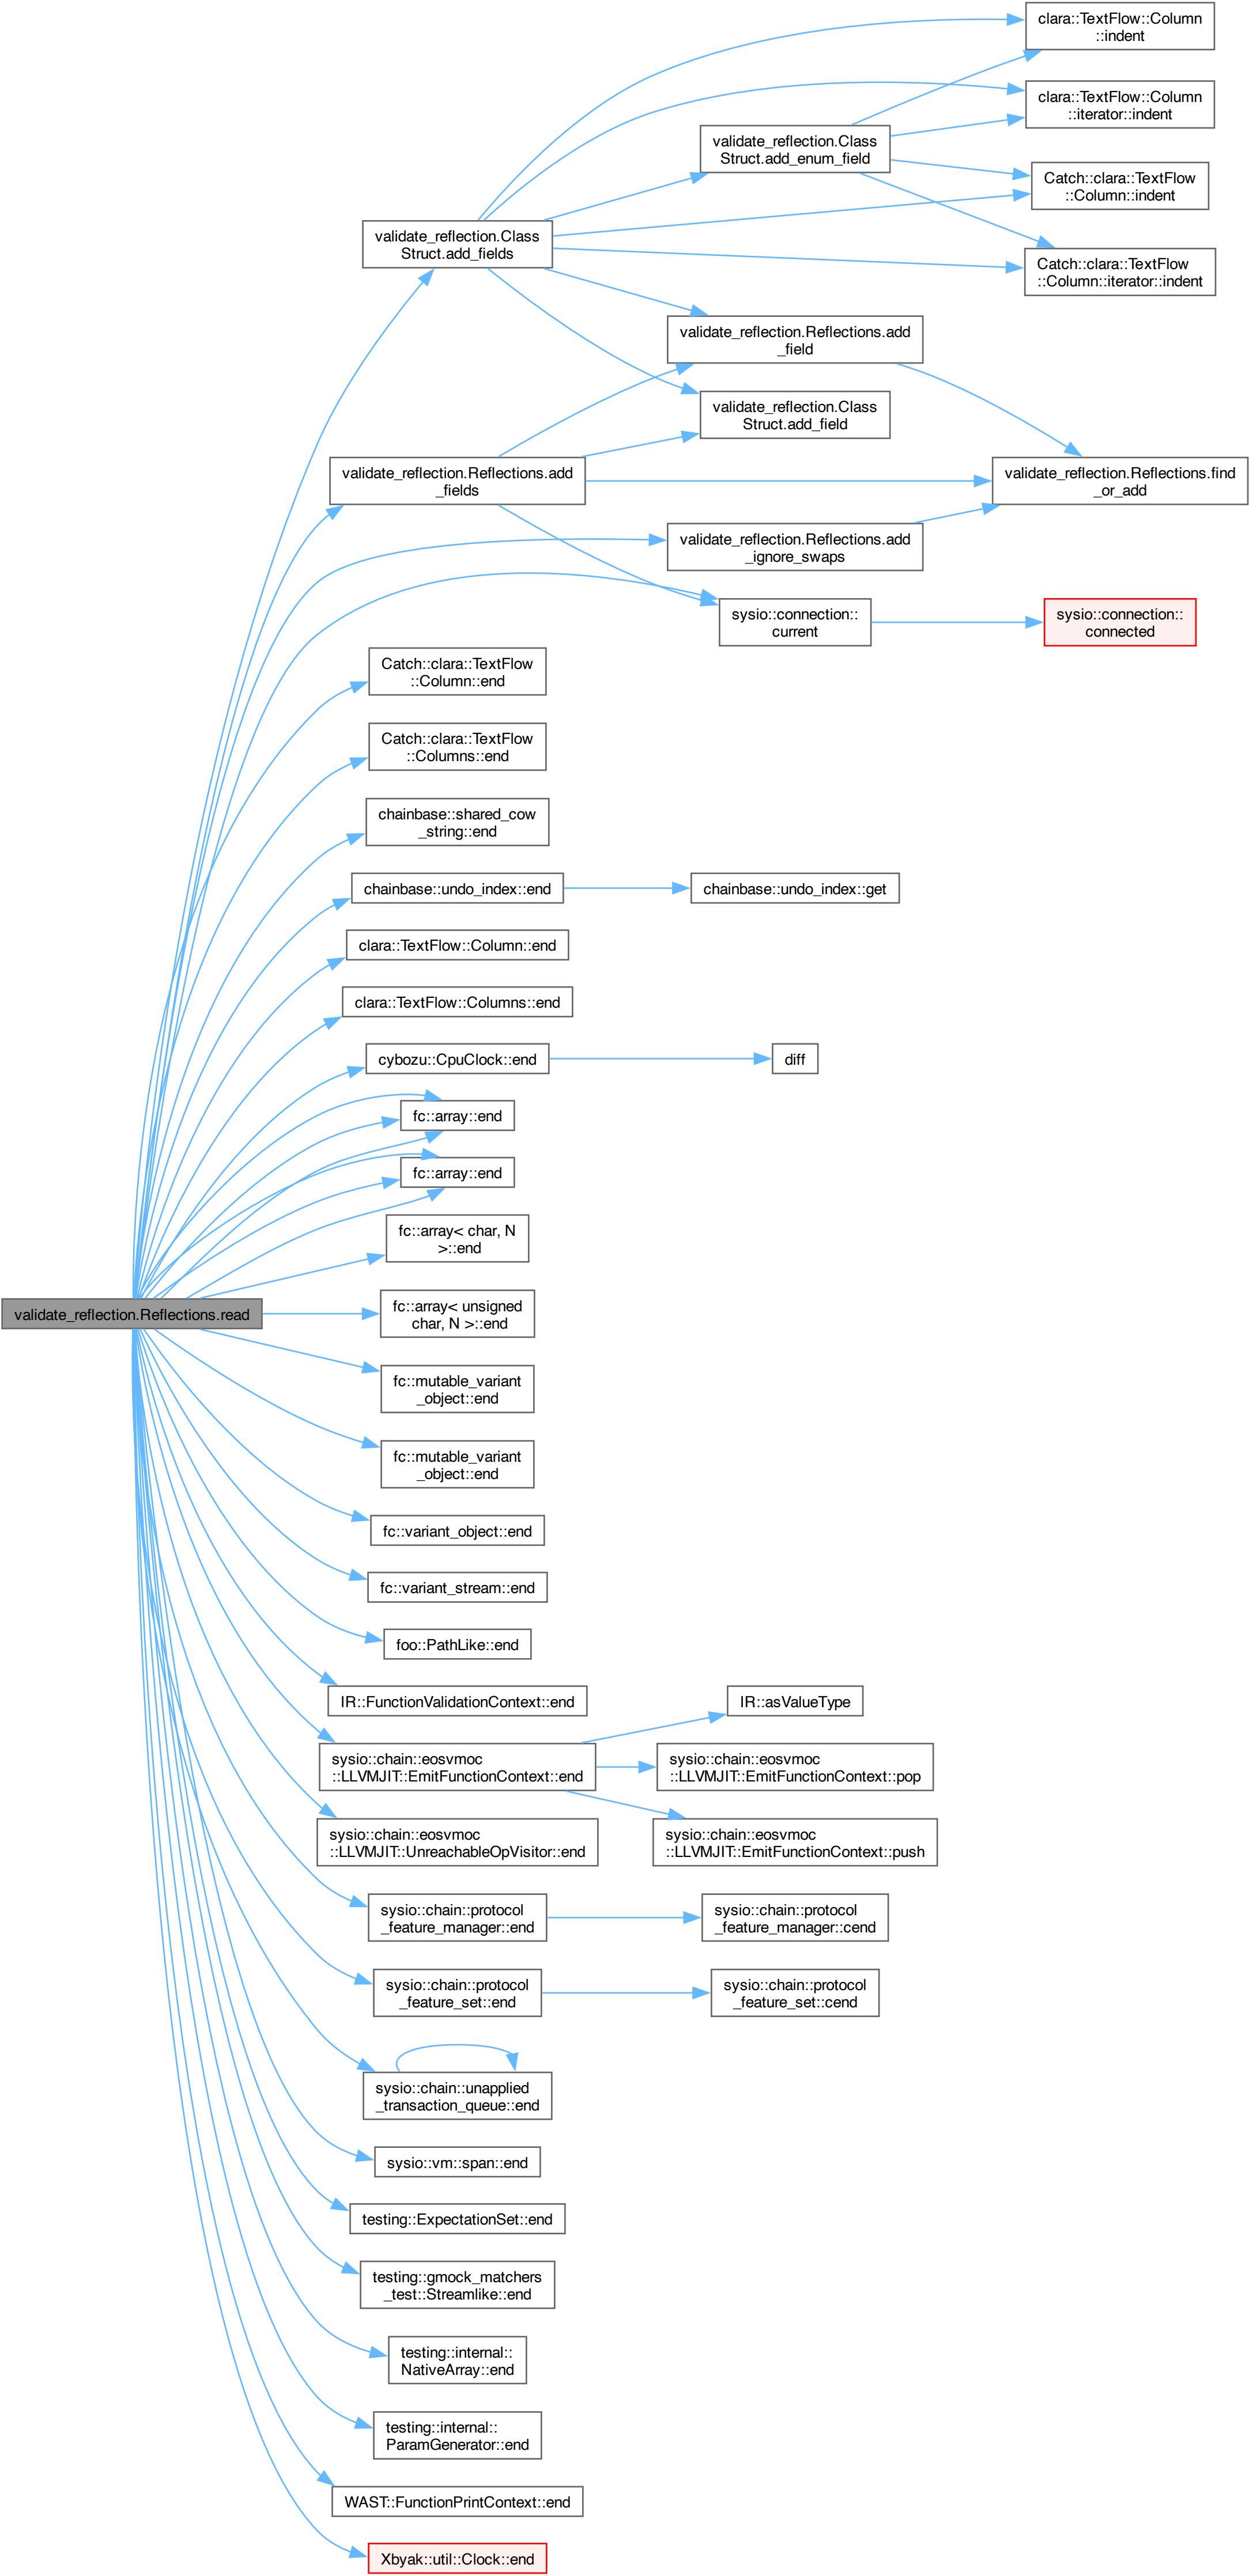 clara::TextFlow::Column
::indent
clara::TextFlow::Column
::iterator::indent
validate_reflection.Class
Struct.add_enum_field
Catch::clara::TextFlow
::Column::indent
validate_reflection.Class
Struct.add_fields
Catch::clara::TextFlow
::Column::iterator::indent
validate_reflection.Reflections.add
_field
validate_reflection.Class
Struct.add_field
validate_reflection.Reflections.add
_fields
validate_reflection.Reflections.find
_or_add
validate_reflection.Reflections.add
_ignore_swaps
sysio::connection::
current
sysio::connection::
connected
Catch::clara::TextFlow
::Column::end
Catch::clara::TextFlow
::Columns::end
chainbase::shared_cow
_string::end
chainbase::undo_index::end
chainbase::undo_index::get
clara::TextFlow::Column::end
clara::TextFlow::Columns::end
cybozu::CpuClock::end
diff
fc::array::end
fc::array::end
fc::array< char, N
>::end
validate_reflection.Reflections.read
fc::array< unsigned
char, N >::end
fc::mutable_variant
_object::end
fc::mutable_variant
_object::end
fc::variant_object::end
fc::variant_stream::end
foo::PathLike::end
IR::FunctionValidationContext::end
IR::asValueType
sysio::chain::eosvmoc
::LLVMJIT::EmitFunctionContext::end
sysio::chain::eosvmoc
::LLVMJIT::EmitFunctionContext::pop
sysio::chain::eosvmoc
::LLVMJIT::UnreachableOpVisitor::end
sysio::chain::eosvmoc
::LLVMJIT::EmitFunctionContext::push
sysio::chain::protocol
_feature_manager::end
sysio::chain::protocol
_feature_manager::cend
sysio::chain::protocol
_feature_set::end
sysio::chain::protocol
_feature_set::cend
sysio::chain::unapplied
_transaction_queue::end
sysio::vm::span::end
testing::ExpectationSet::end
testing::gmock_matchers
_test::Streamlike::end
testing::internal::
NativeArray::end
testing::internal::
ParamGenerator::end
WAST::FunctionPrintContext::end
Xbyak::util::Clock::end